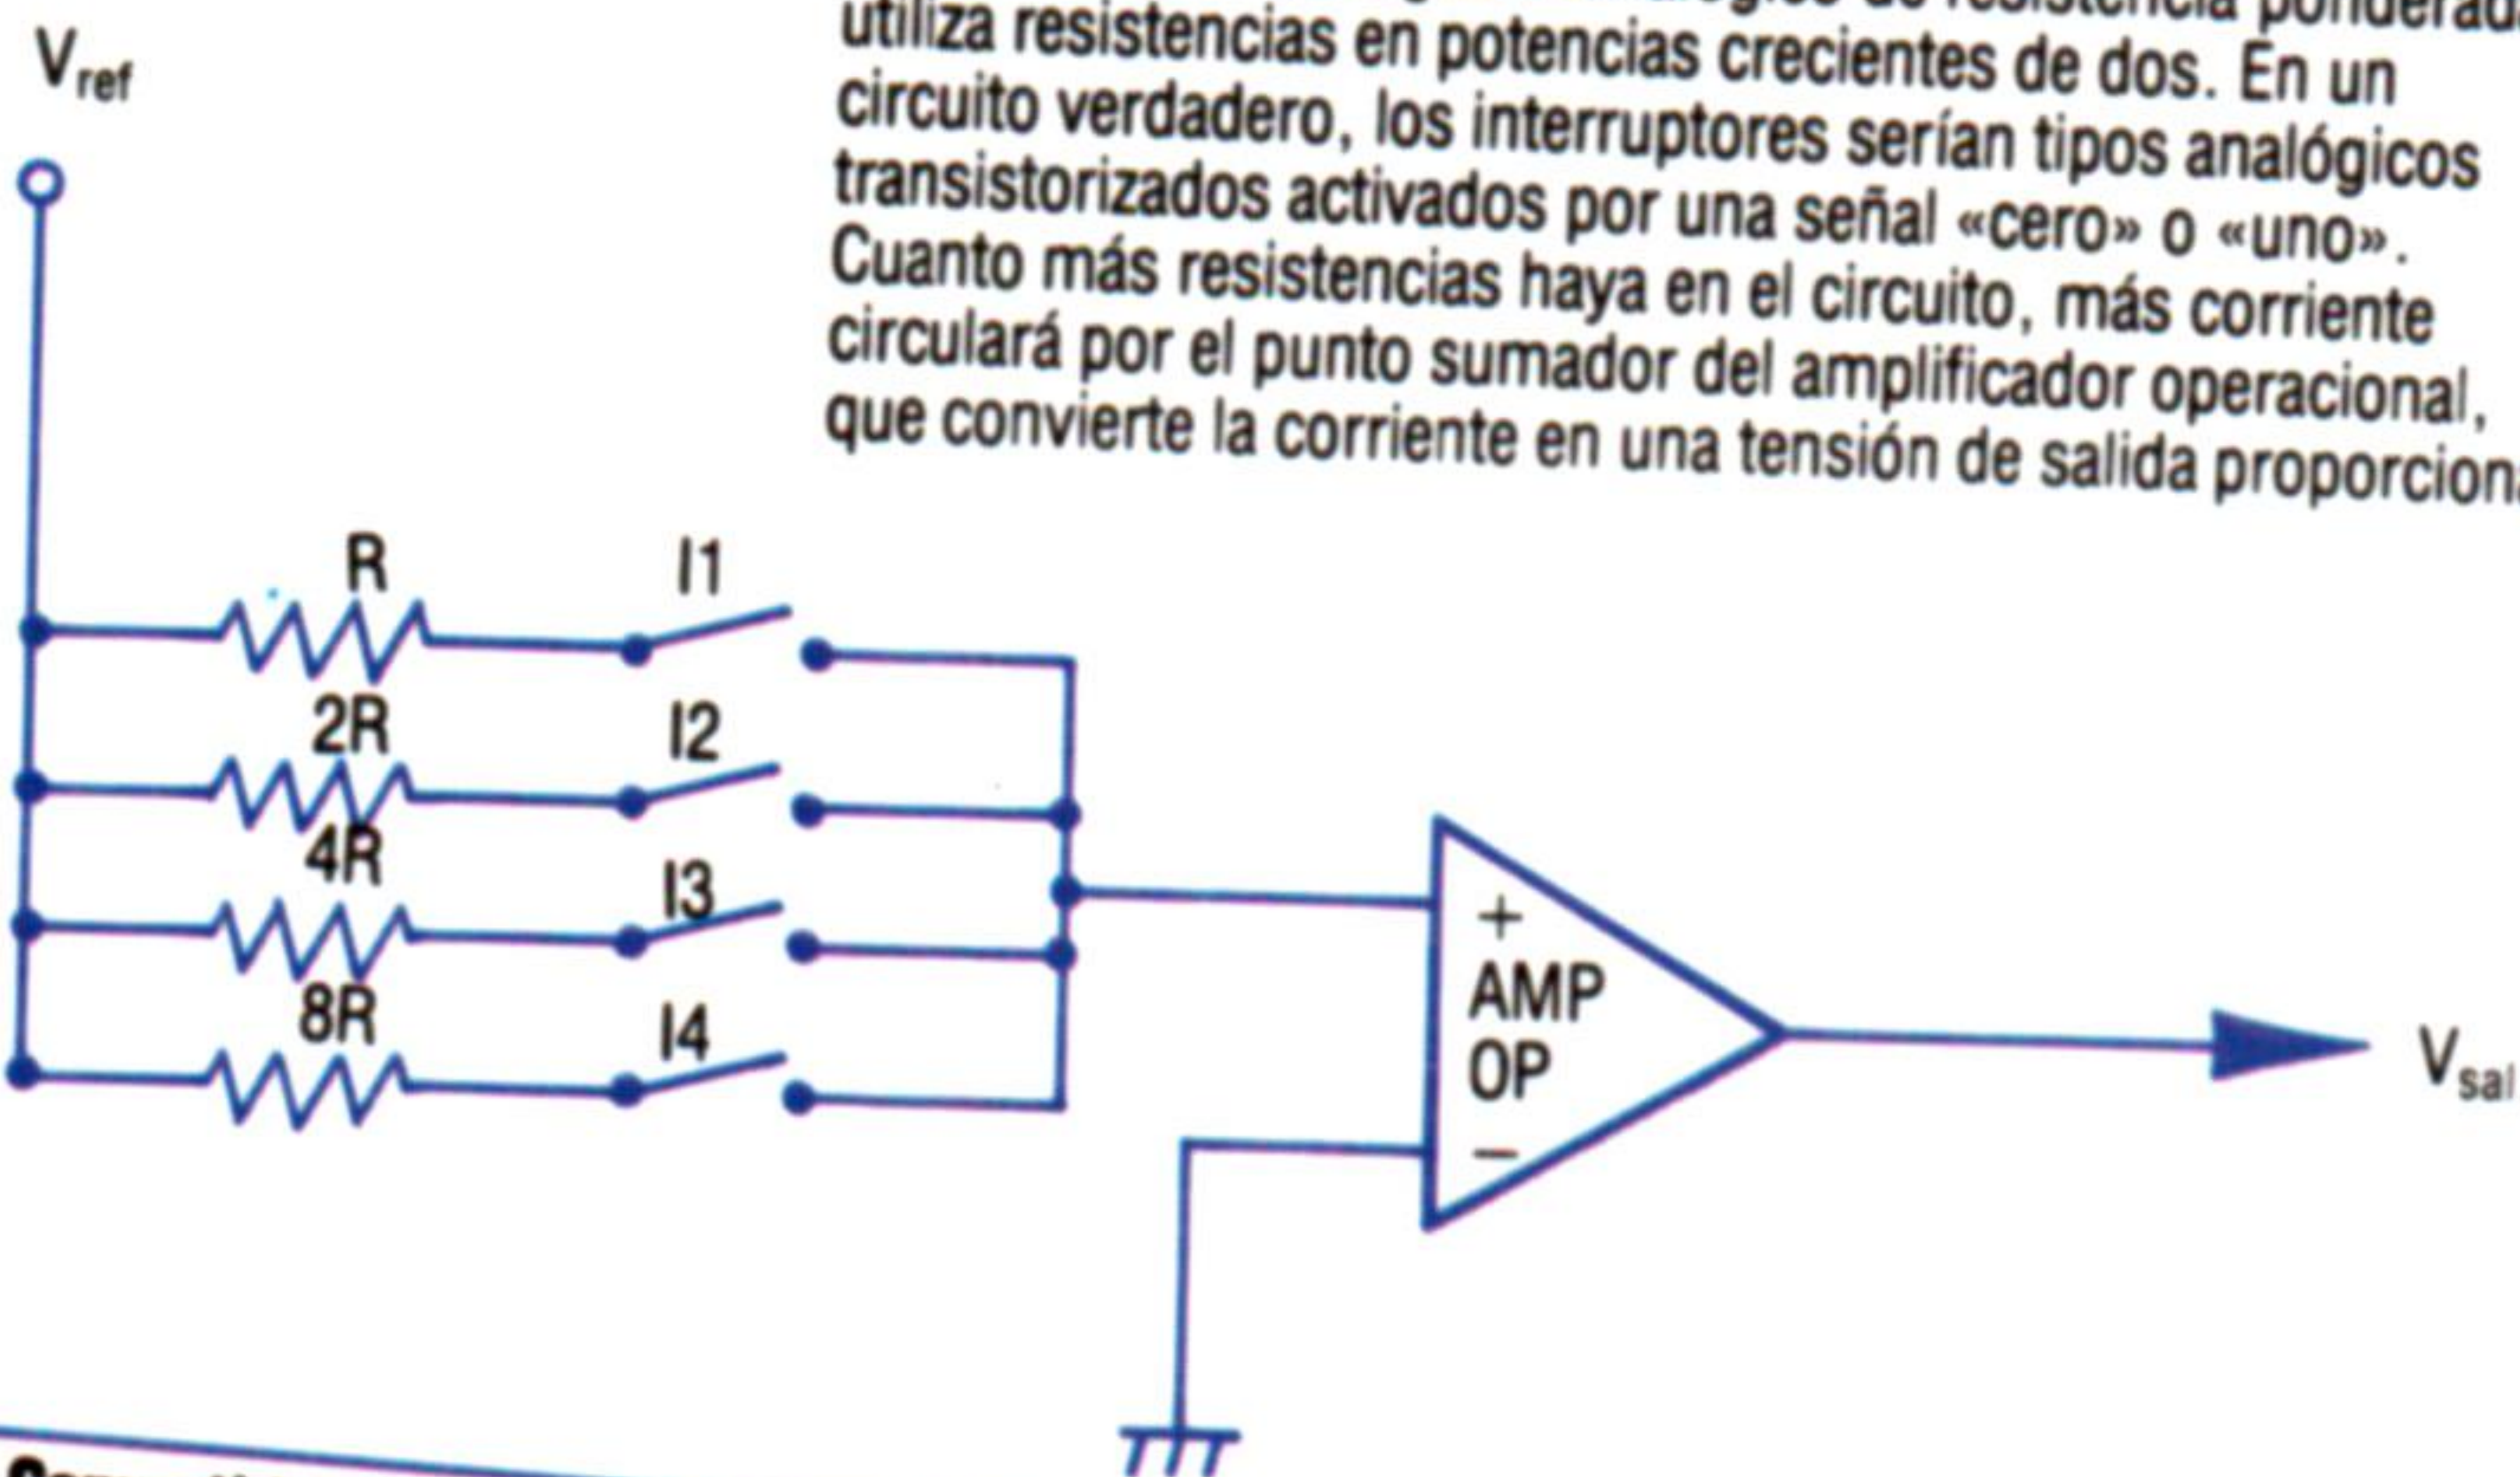 resistencia
utiliza resistencias en potencias crecientes de dos. En un
circuito verdadero, los interruptores serían tipos analógicos
transistorizados activados por una señal «cero» o «uno».
Cuanto más resistencias haya en el circuito, más corriente
circulará por el punto sumador del amplificador operacional,
que convierte la corriente en una tensión de salida
Vref
R I1
2R I2
4R I3
8R I4
+
AMP
OP
−
Vsal